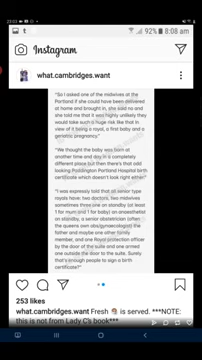 23:03
92% 8:08 am
Instagram
what.cambridges.want
"So I asked one of the midwives at the
Portland if she could have been delivered
at home and brought in, she said no and
she told me that it was highly unlikely they
would take such a huge risk like that in
view of it being a royal, a first baby and a
geriatric pregnancy."
"We thought the baby was born at
another time and day in a completely
different place but then there's that odd
looking Portland Hospital birth
certificate which doesn't look right either"
"I was expressly told that all senior type
royals have; two doctors, two midwives
sometimes three one on standby (at least
1 for mum and 1 for baby) an anaesthetist
on standby, a senior obstetrician (often
the queens own obs/gynaecologist) the
father and maybe one other family
member, and one Royal protection officer
by the door of the suite and one armed
one outside the door to the suite. Surely
that's enough people to sign a birth
certificate?"
253 likes
what.cambridges.want Fresh is served. ***NOTE:
this is not from Lady C's book***